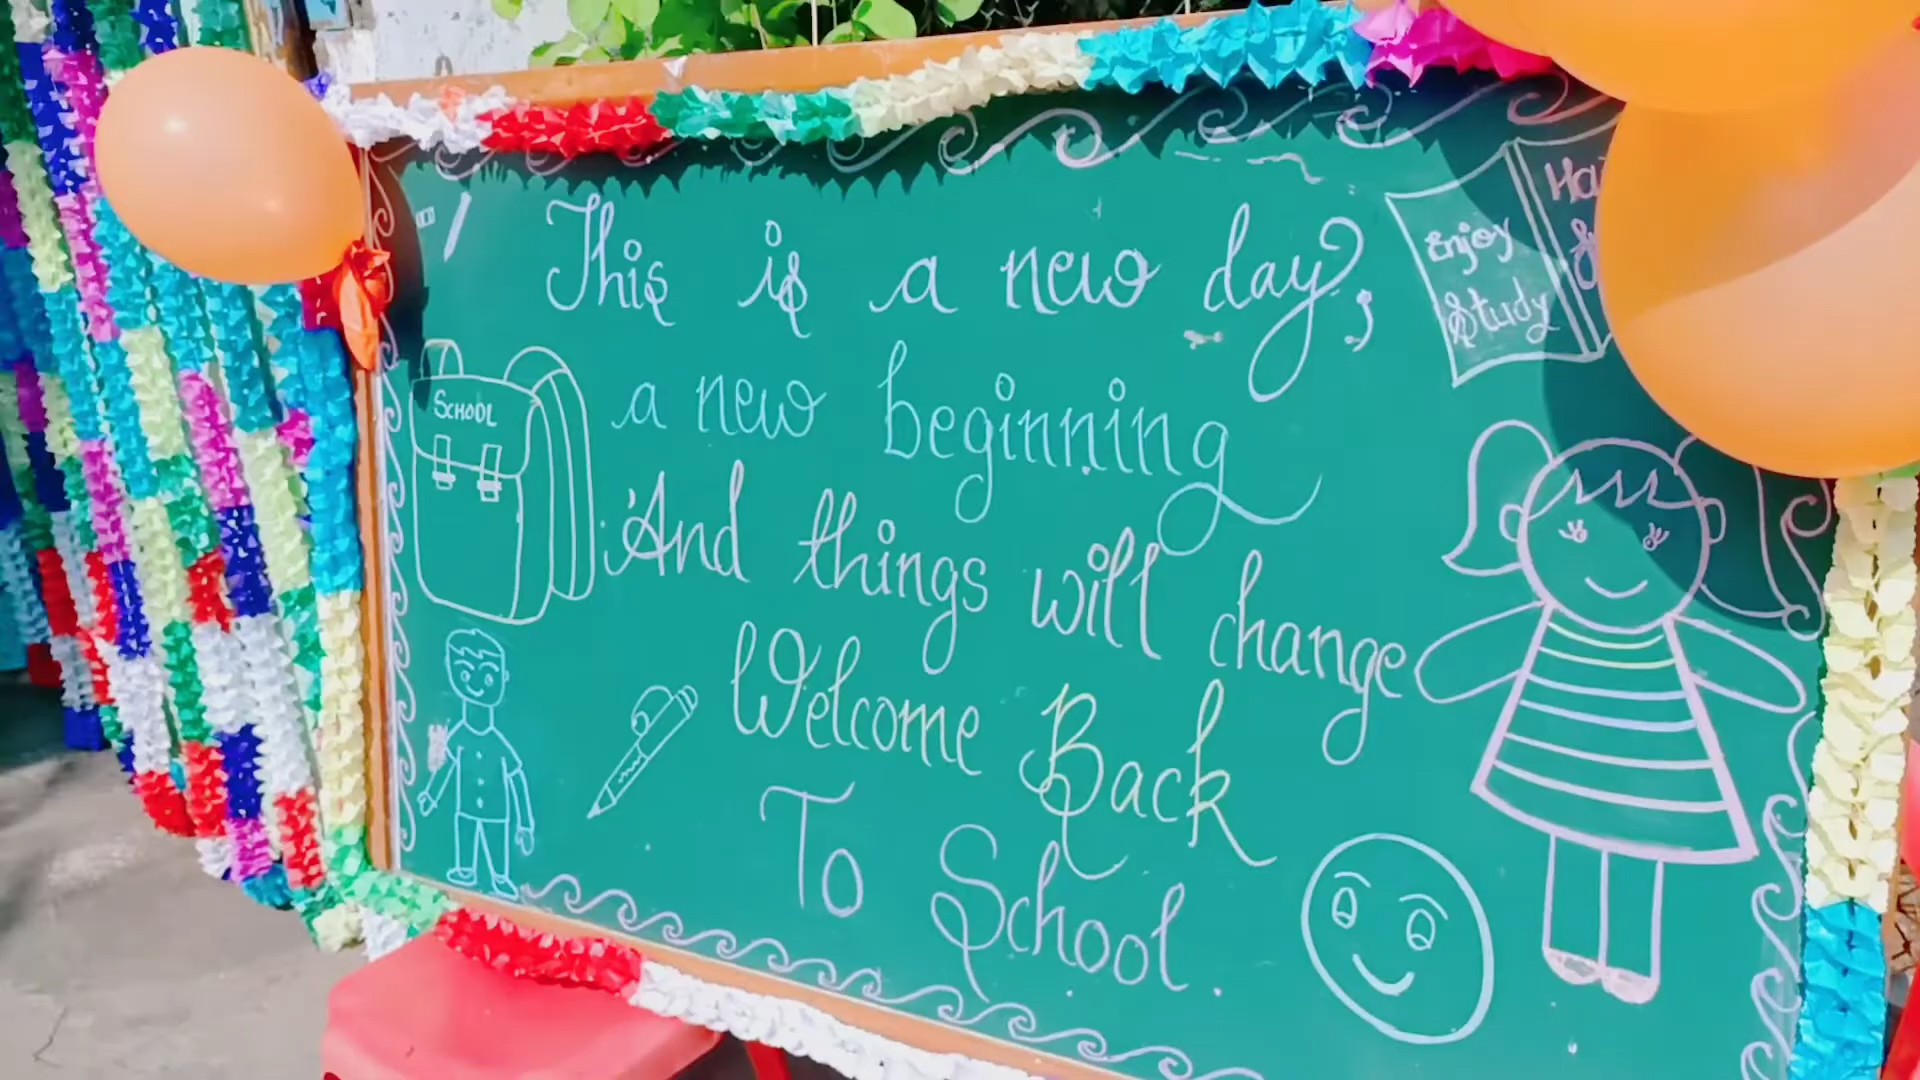 This is a new day,
a new beginning
And things will change
Welcome Back
To School
SCHOOL
Enjoy
Study